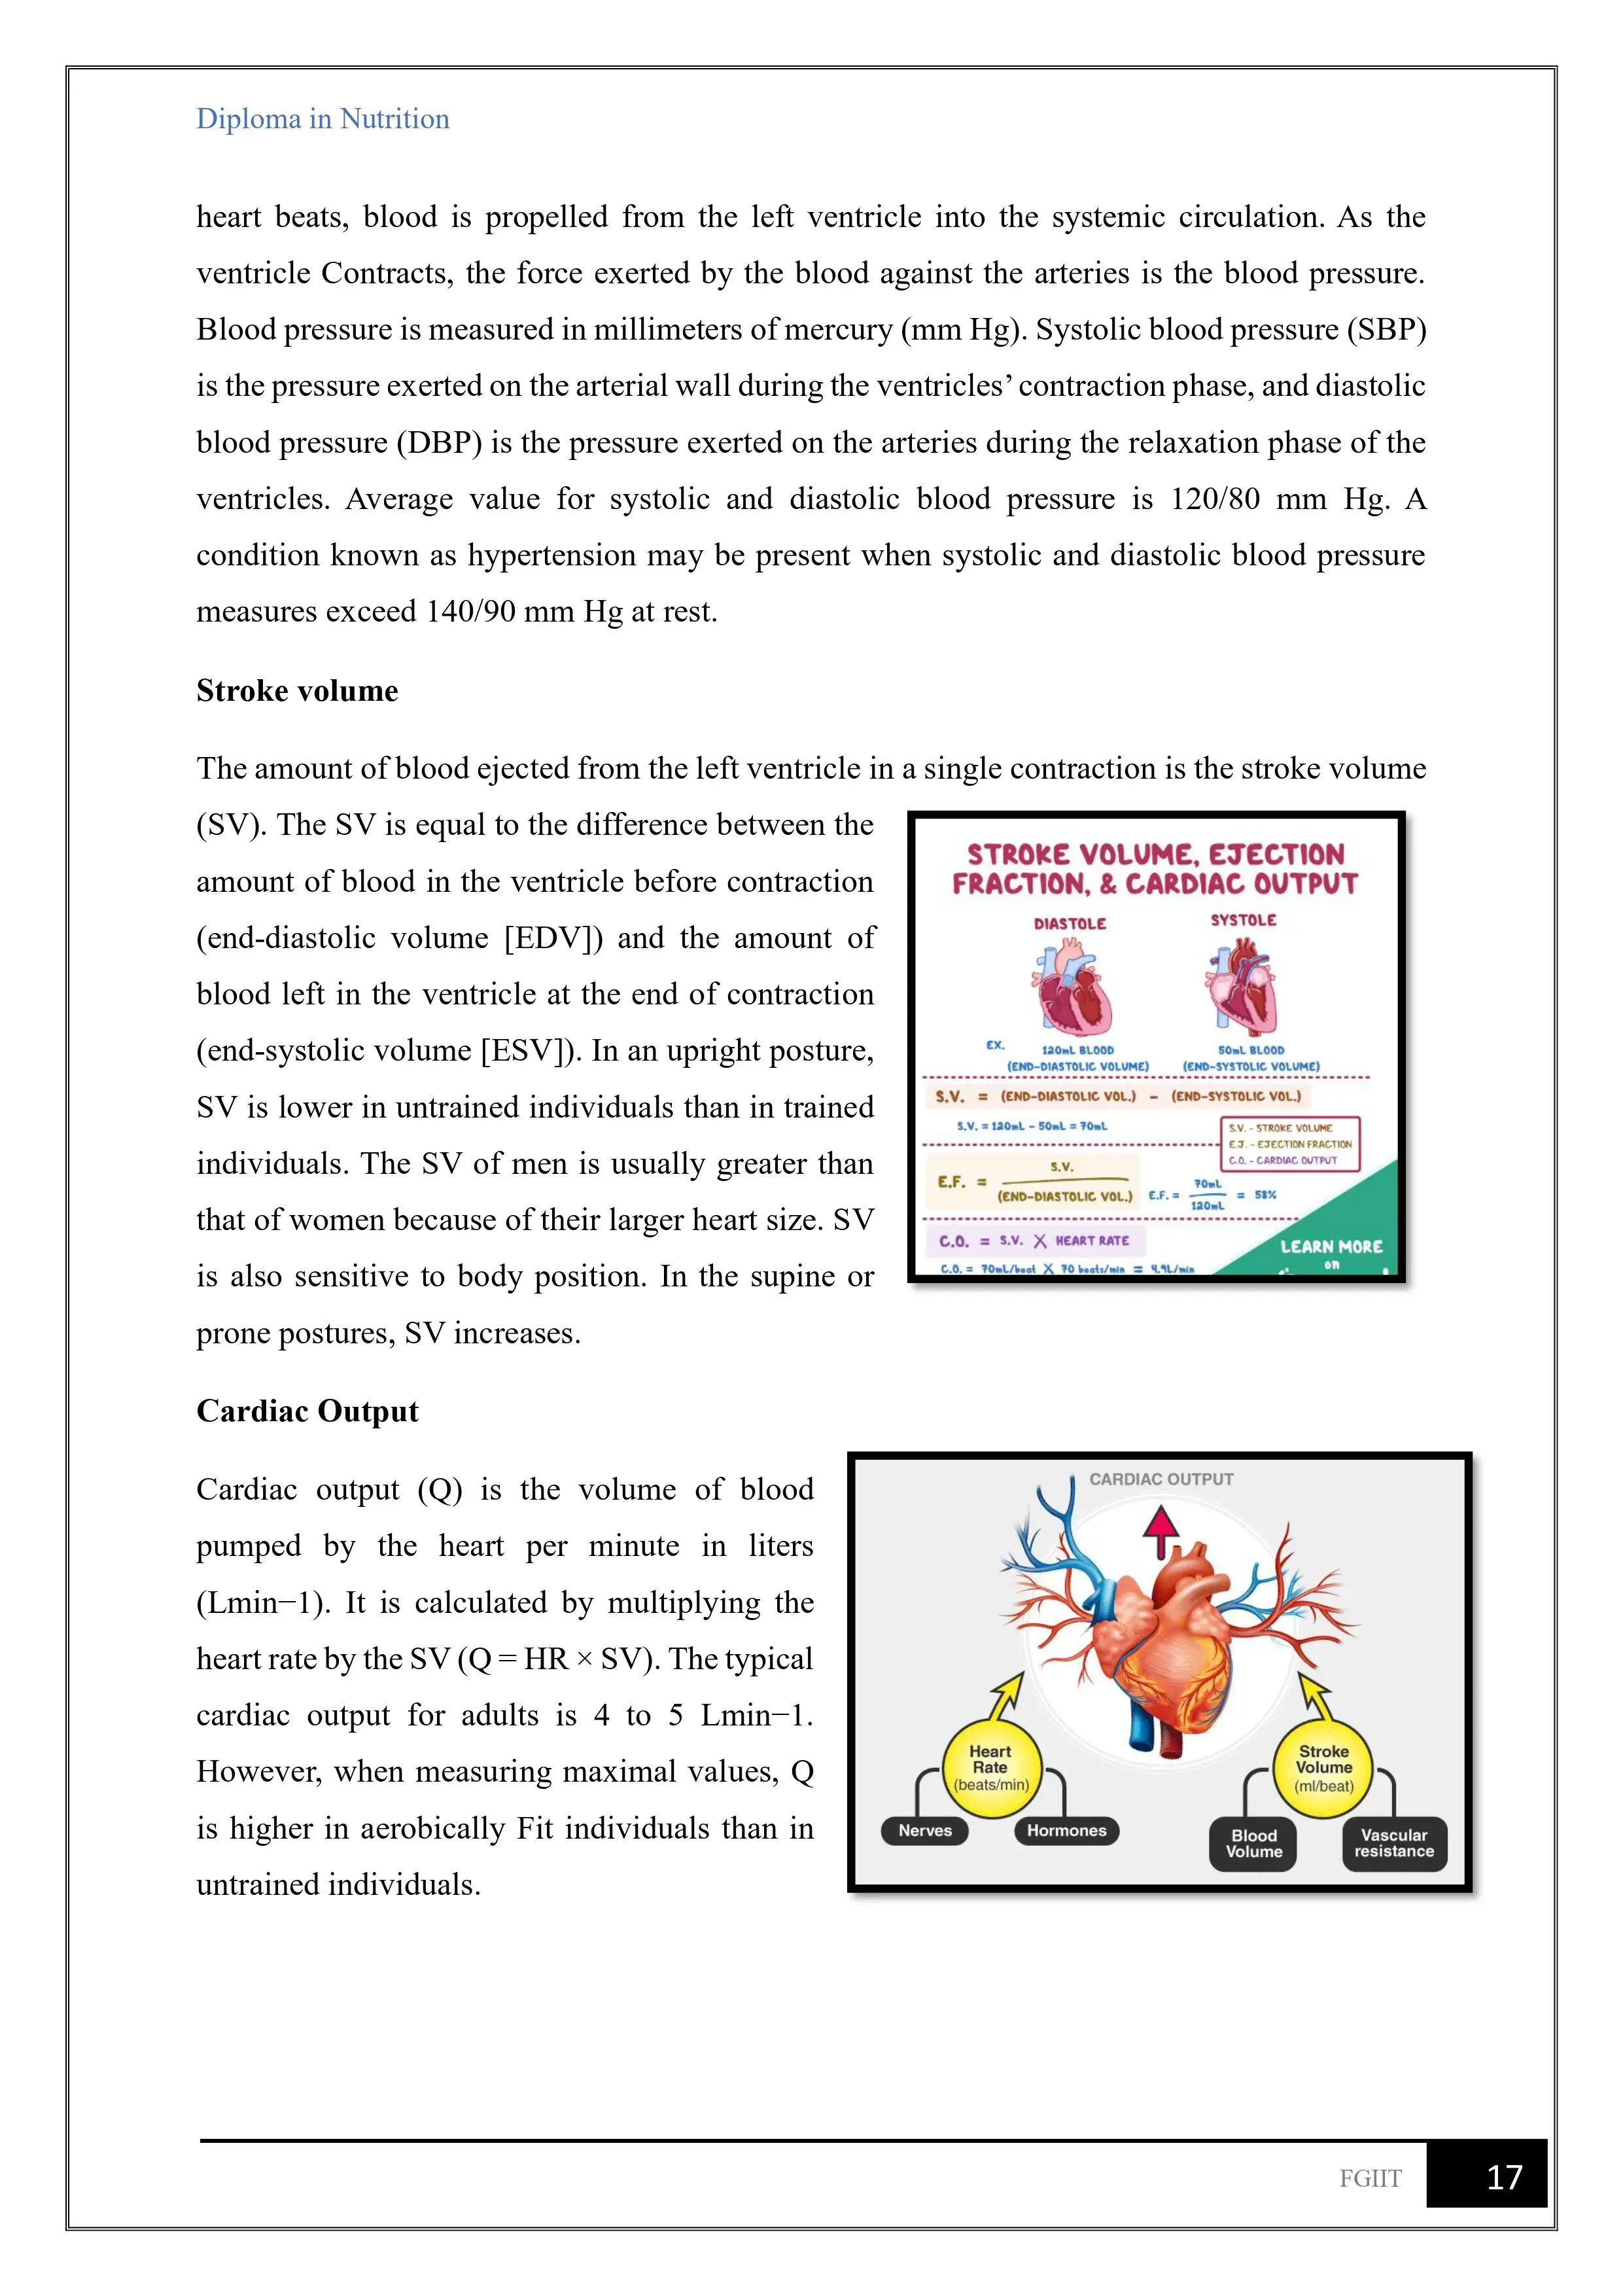 Diploma in Nutrition
heart beats, blood is propelled from the left ventricle into the systemic circulation. As the
ventricle Contracts, the force exerted by the blood against the arteries is the blood pressure.
Blood pressure is measured in millimeters of mercury (mm Hg). Systolic blood pressure (SBP)
is the pressure exerted on the arterial wall during the ventricles’ contraction phase, and diastolic
blood pressure (DBP) is the pressure exerted on the arteries during the relaxation phase of the
ventricles. Average value for systolic and diastolic blood pressure is 120/80 mm Hg. A
condition known as hypertension may be present when systolic and diastolic blood pressure
measures exceed 140/90 mm Hg at rest.
Stroke volume
The amount of blood ejected from the left ventricle in a single contraction is the stroke volume
(SV). The SV is equal to the difference between the
amount of blood in the ventricle before contraction
(end-diastolic volume [EDV]) and the amount of
blood left in the ventricle at the end of contraction
(end-systolic volume [ESV]). In an upright posture,
SV is lower in untrained individuals than in trained
individuals. The SV of men is usually greater than
that of women because of their larger heart size. SV
is also sensitive to body position. In the supine or
prone postures, SV increases.
STROKE VOLUME, EJECTION
FRACTION, & CARDIAC OUTPUT
DIASTOLE
SYSTOLE
EX.
120mL BLOOD
(END-DIASTOLIC VOLUME)
50mL BLOOD
(END-SYSTOLIC VOLUME)
S.V. = (END-DIASTOLIC VOL.) - (END-SYSTOLIC VOL.)
S.V. = 120mL - 50mL = 70mL
S.V. - STROKE VOLUME
E.J. - EJECTION FRACTION
C.O. - CARDIAC OUTPUT
S.V.
E.F. =
(END-DIASTOLIC VOL.)
70mL
E.F. = = 58%
120mL
C.O. = S.V. X HEART RATE
C.O. = 70mL/beat X 70 beats/min = 4.9L/min
LEARN MORE
on
Cardiac Output
Cardiac output (Q) is the volume of blood
pumped by the heart per minute in liters
(Lmin−1). It is calculated by multiplying the
heart rate by the SV (Q = HR × SV). The typical
cardiac output for adults is 4 to 5 Lmin−1.
However, when measuring maximal values, Q
is higher in aerobically Fit individuals than in
untrained individuals.
CARDIAC OUTPUT
Heart
Rate
(beats/min)
Nerves
Hormones
Stroke
Volume
(ml/beat)
Blood
Volume
Vascular
resistance
FGIIT
17